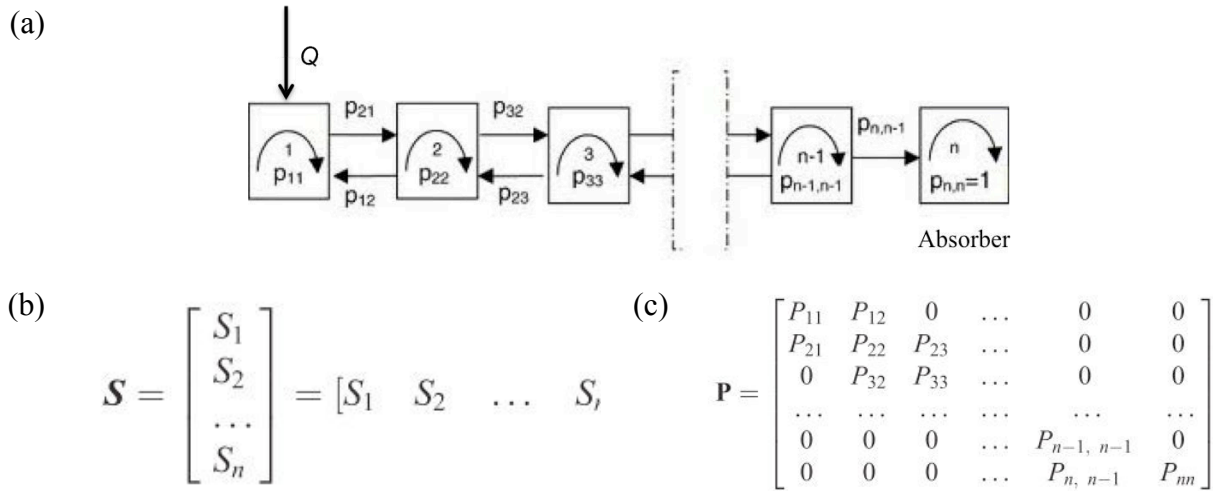 (a)
Q
p21 p32 pn,n-1
1 2 3 n-1 n
p11 p22 p33 pn-1,n-1 pn,n=1
p12 p23
Absorber
(b)
S = [ S1 S2 ... Sn ] = [S1 S2 ...
(c)
P =
P11 P12 0 ... 0 0
P21 P22 P23 ... 0 0
0 P32 P33 ... 0 0
... ... ... ... ... ...
0 0 0 ... Pn-1, n-1 0
0 0 0 ... Pn, n-1 Pnn